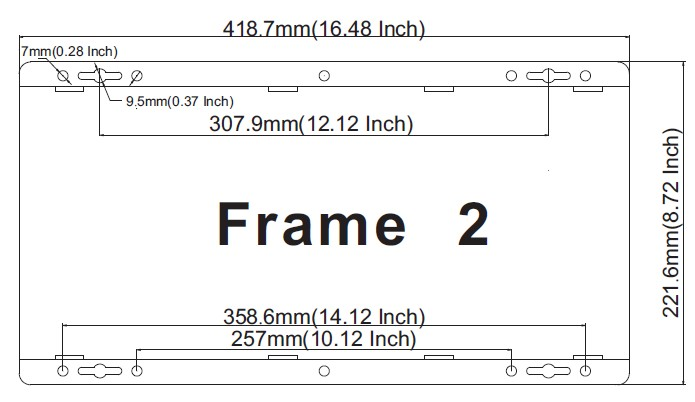 418.7mm(16.48 Inch)
7mm(0.28 Inch)
9.5mm(0.37 Inch)
307.9mm(12.12 Inch)
Frame 2
221.6mm(8.72 Inch)
358.6mm(14.12 Inch)
257mm(10.12 Inch)